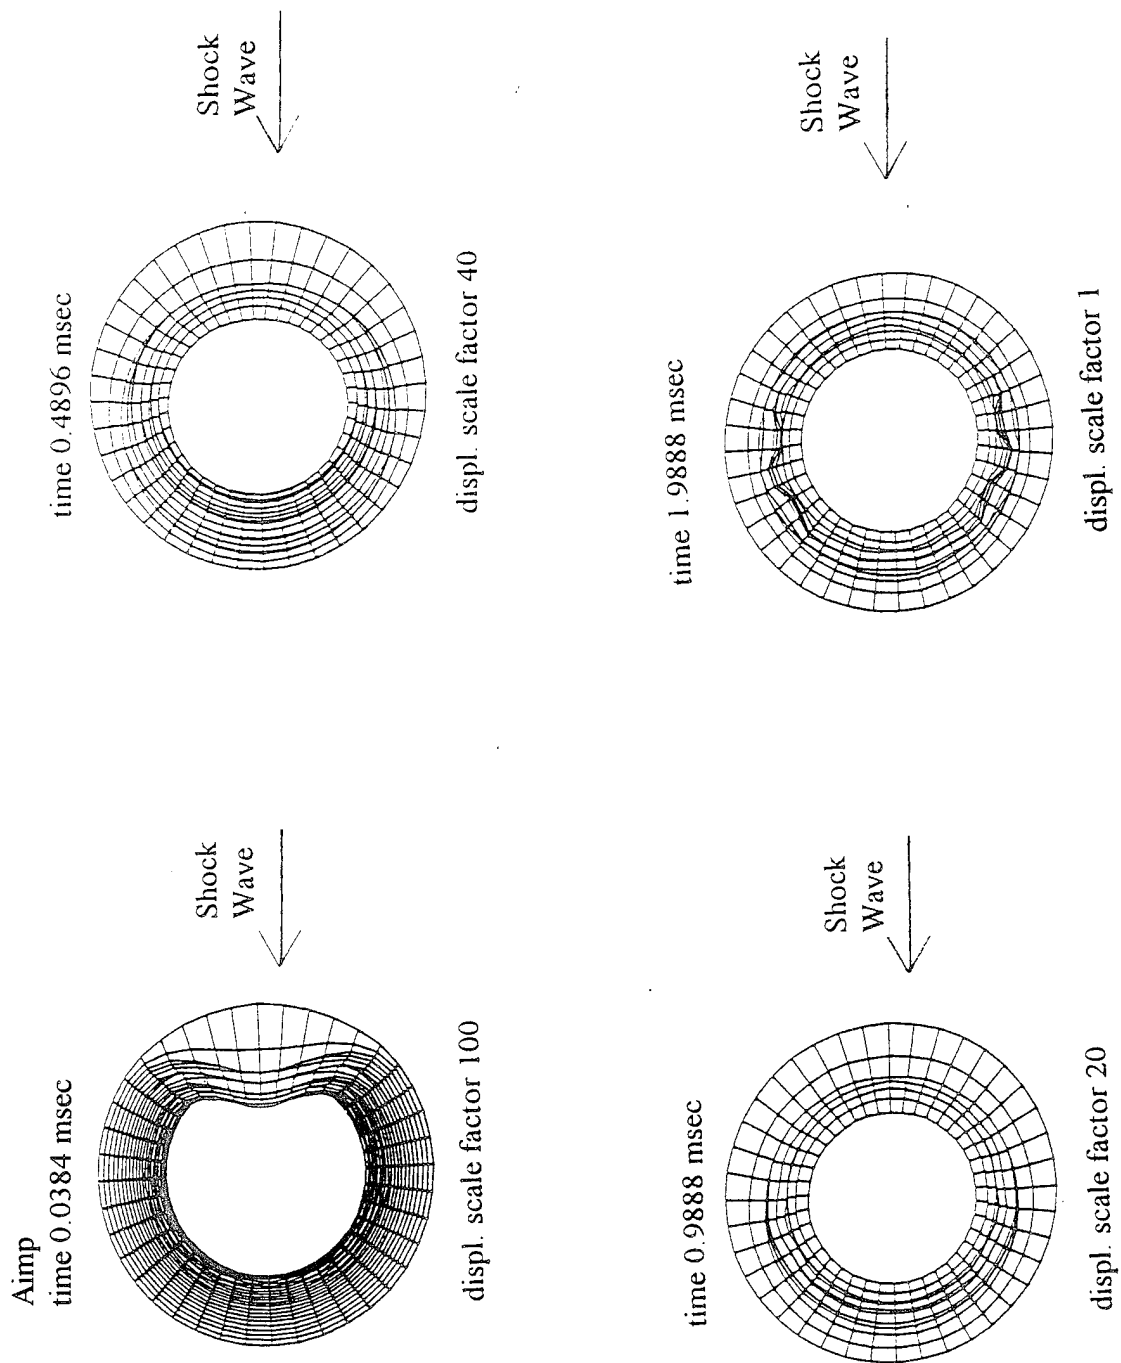 Aimp
time 0.0384 msec
Shock
Wave
displ. scale factor 100
time 0.4896 msec
Shock
Wave
displ. scale factor 40
time 0.9888 msec
Shock
Wave
displ. scale factor 20
time 1.9888 msec
Shock
Wave
displ. scale factor 1